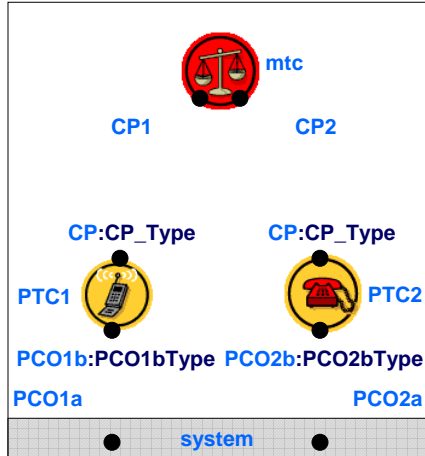 mtc
CP1 CP2
CP:CP_Type CP:CP_Type
PTC1 PTC2
PCO1b:PCO1bType PCO2b:PCO2bType
PCO1a PCO2a
system